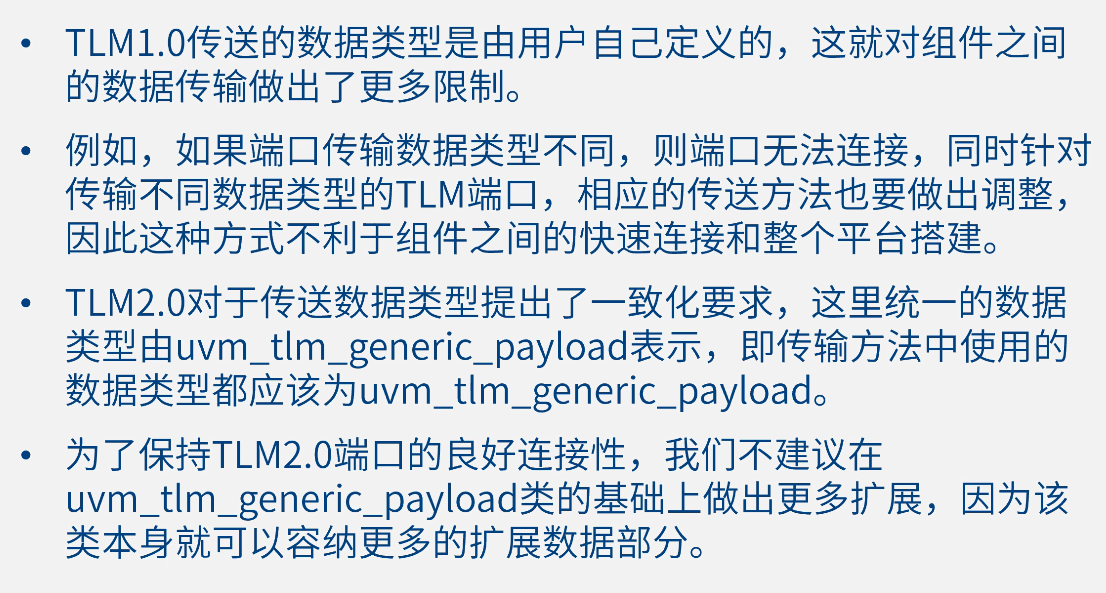 • TLM1.0传送的数据类型是由用户自己定义的，这就对组件之间
的数据传输做出了更多限制。
• 例如，如果端口传输数据类型不同，则端口无法连接，同时针对
传输不同数据类型的TLM端口，相应的传送方法也要做出调整，
因此这种方式不利于组件之间的快速连接和整个平台搭建。
• TLM2.0对于传送数据类型提出了一致化要求，这里统一的数据
类型由uvm_tlm_generic_payload表示，即传输方法中使用的
数据类型都应该为uvm_tlm_generic_payload。
• 为了保持TLM2.0端口的良好连接性，我们不建议在
uvm_tlm_generic_payload类的基础上做出更多扩展，因为该
类本身就可以容纳更多的扩展数据部分。